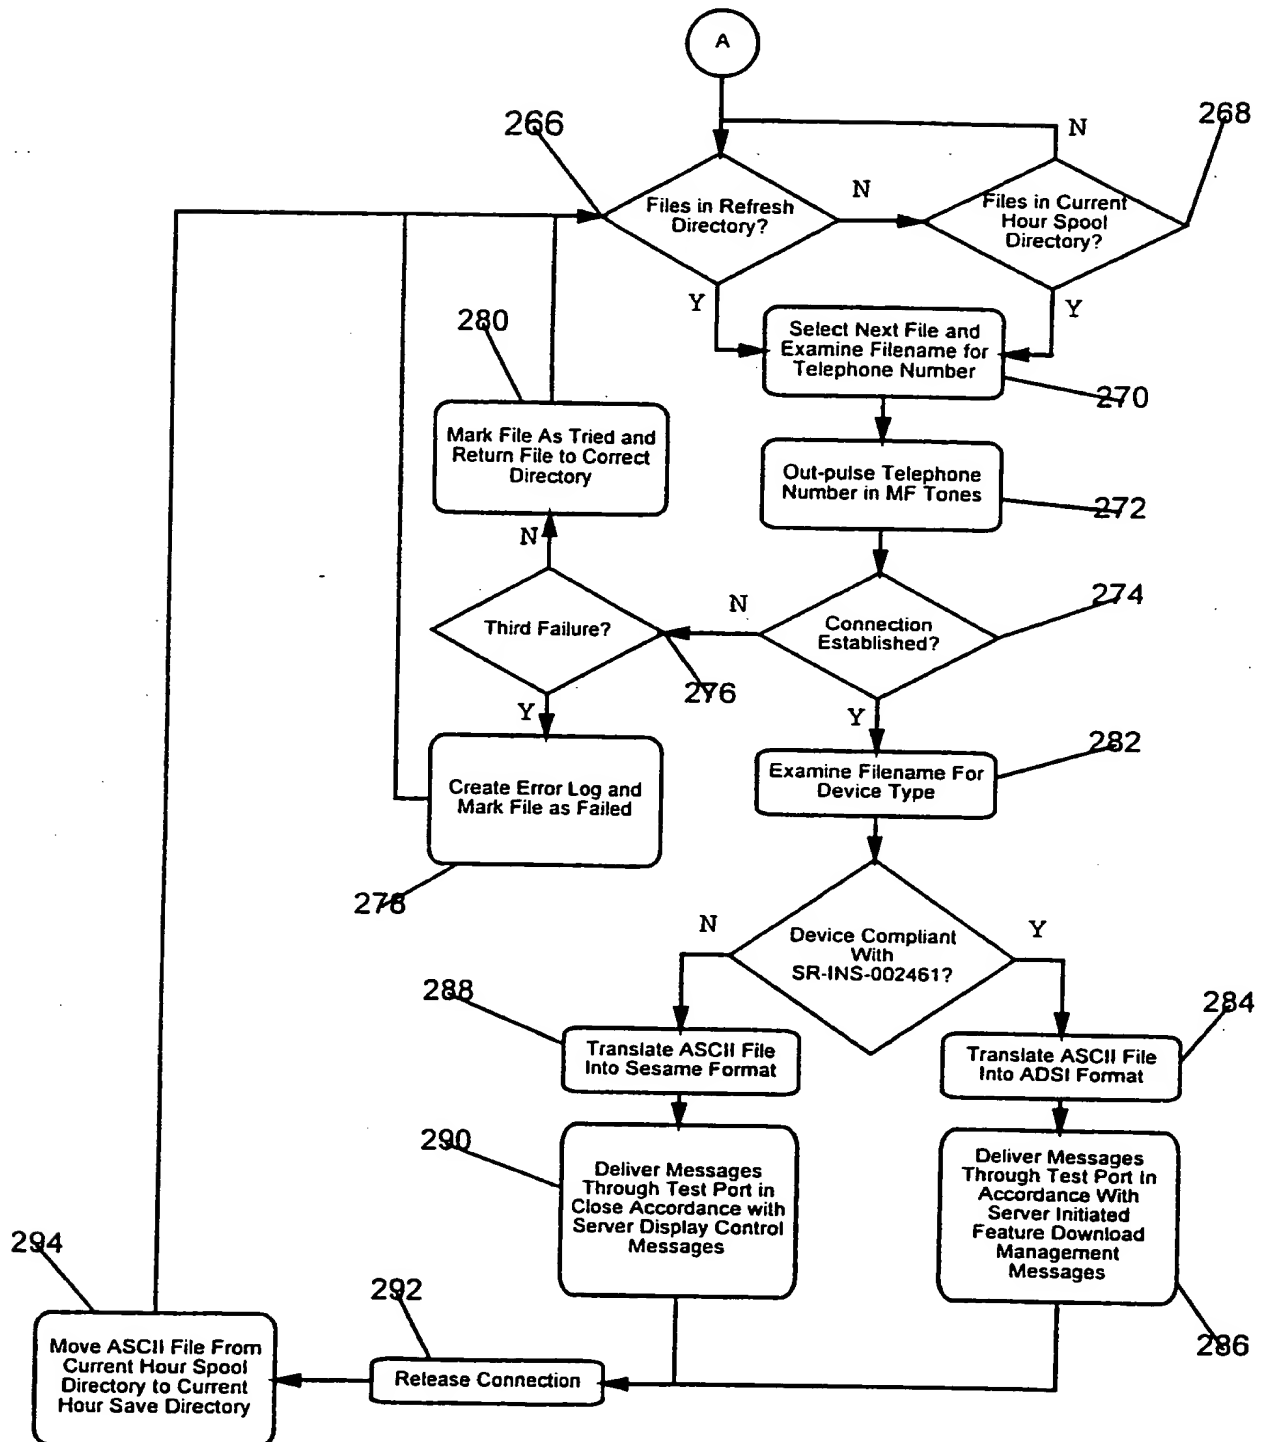 A
266
268
N
Files in Refresh
Directory?
N
Files in Current
Hour Spool
Directory?
Y
Y
280
Select Next File and
Examine Filename for
Telephone Number
270
Mark File As Tried and
Return File to Correct
Directory
Out-pulse Telephone
Number in MF Tones
272
N
274
N
Third Failure?
Connection
Established?
276
Y
Y
282
Examine Filename For
Device Type
Create Error Log and
Mark File as Failed
278
N
Y
Device Compliant
With
SR-INS-002461?
288
284
Translate ASCII File
Into Sesame Format
Translate ASCII File
Into ADSI Format
290
Deliver Messages
Through Test Port in
Close Accordance with
Server Display Control
Messages
Deliver Messages
Through Test Port In
Accordance With
Server Initiated
Feature Download
Management
Messages
294
292
286
Move ASCII File From
Current Hour Spool
Directory to Current
Hour Save Directory
Release Connection